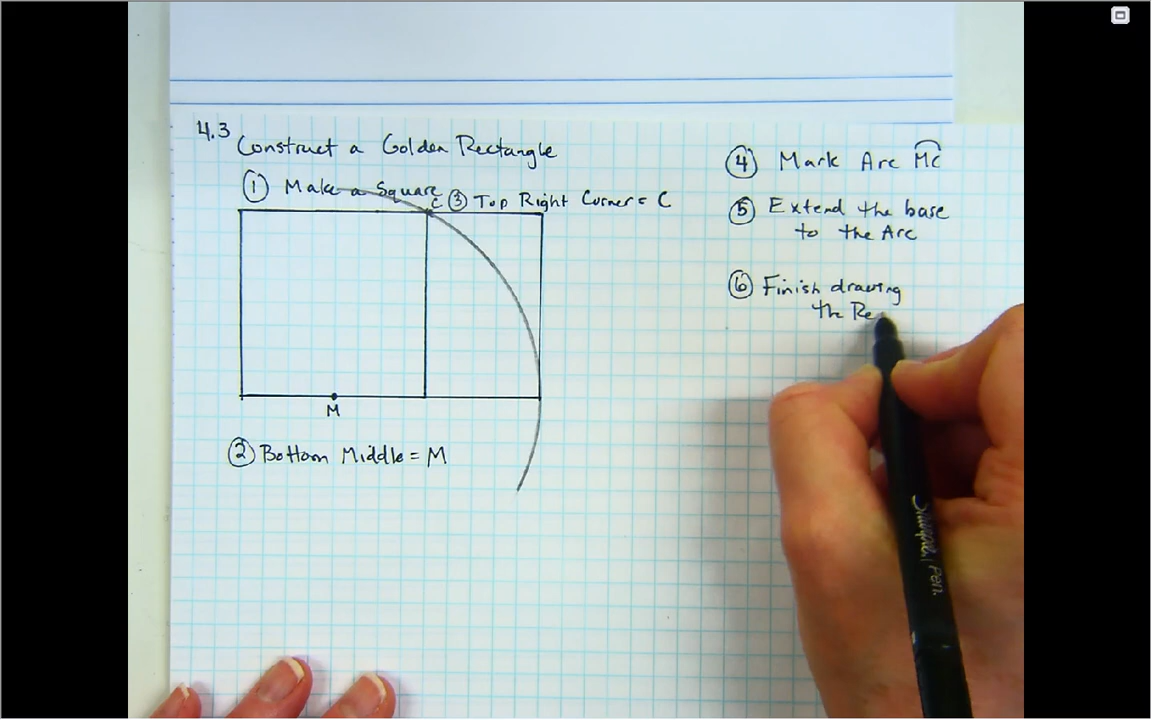 4.3 Construct a Golden Rectangle
① Make a Square
C ③ Top Right Corner = C
M
② Bottom Middle = M
④ Mark Arc MC
⑤ Extend the base
to the Arc
⑥ Finish drawing
the Re
Sharpie Pen.